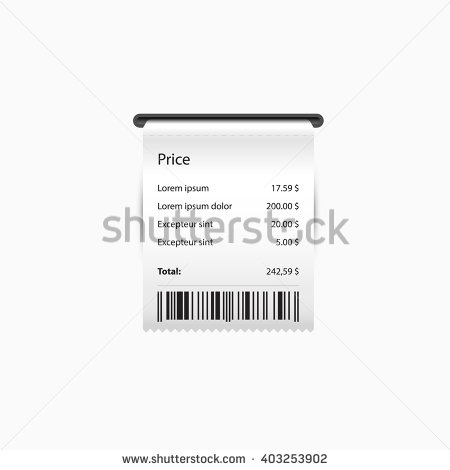 Price
Lorem ipsum 17.59 $
Lorem ipsum dolor 200.00 $
Excepteur sint 20.00 $
Excepteur sint 5.00 $
Total: 242,59 $
shutterstock
www.shutterstock.com · 403253902